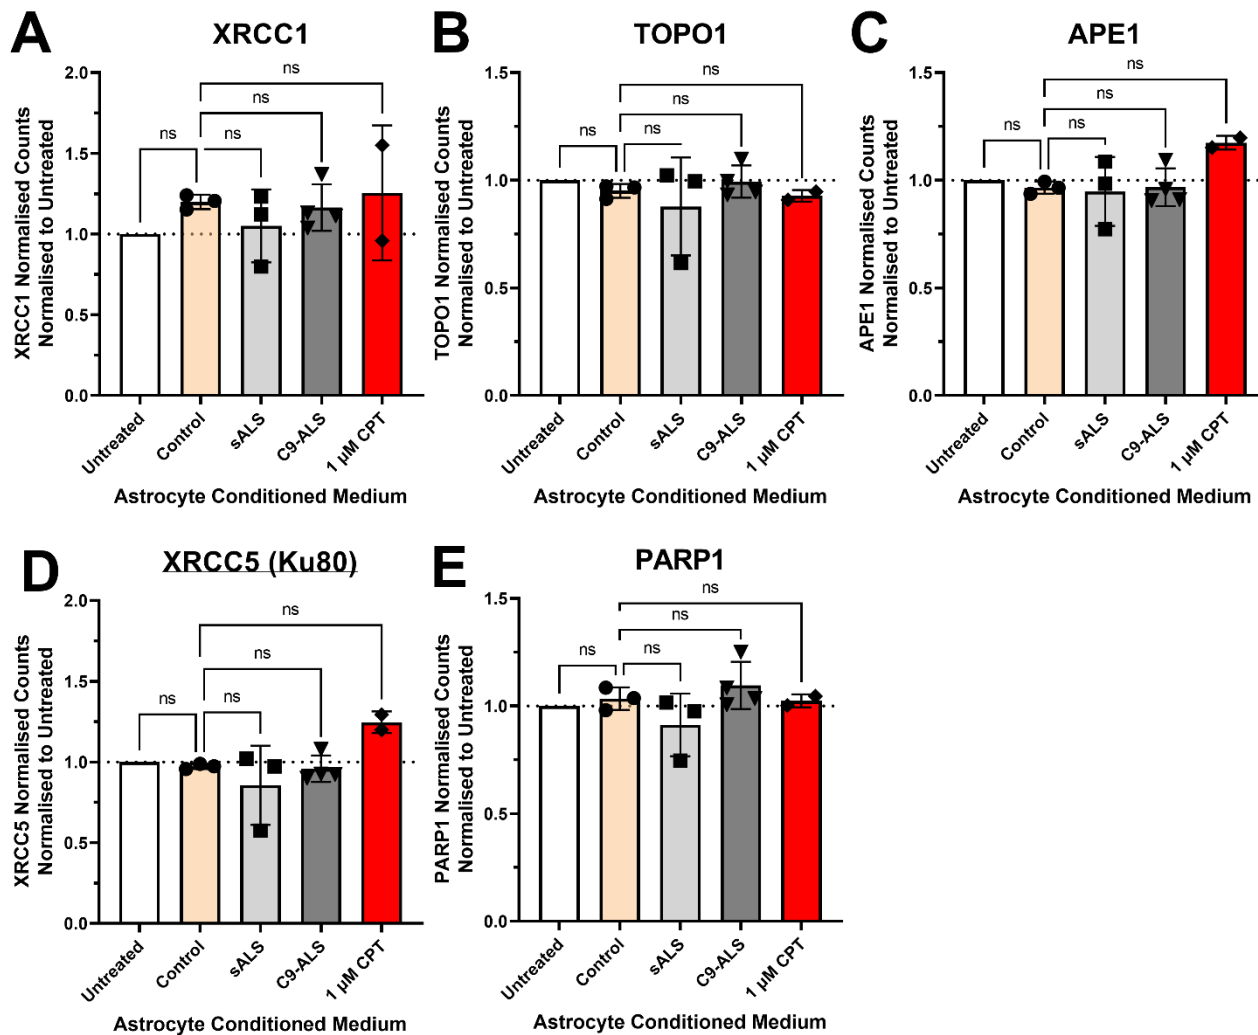 A
XRCC1
XRCC1 Normalised Counts
Normalised to Untreated
2.0
1.5
1.0
0.5
0.0
ns
ns
ns
ns
Untreated
Control
sALS
C9-ALS
1 µM CPT
Astrocyte Conditioned Medium
B
TOPO1
TOPO1 Normalised Counts
Normalised to Untreated
1.5
1.0
0.5
0.0
ns
ns
ns
ns
Untreated
Control
sALS
C9-ALS
1 µM CPT
Astrocyte Conditioned Medium
C
APE1
APE1 Normalised Counts
Normalised to Untreated
1.5
1.0
0.5
0.0
ns
ns
ns
ns
Untreated
Control
sALS
C9-ALS
1 µM CPT
Astrocyte Conditioned Medium
D
XRCC5 (Ku80)
XRCC5 Normalised Counts
Normalised to Untreated
2.0
1.5
1.0
0.5
0.0
ns
ns
ns
ns
Untreated
Control
sALS
C9-ALS
1 µM CPT
Astrocyte Conditioned Medium
E
PARP1
PARP1 Normalised Counts
Normalised to Untreated
1.5
1.0
0.5
0.0
ns
ns
ns
ns
Untreated
Control
sALS
C9-ALS
1 µM CPT
Astrocyte Conditioned Medium